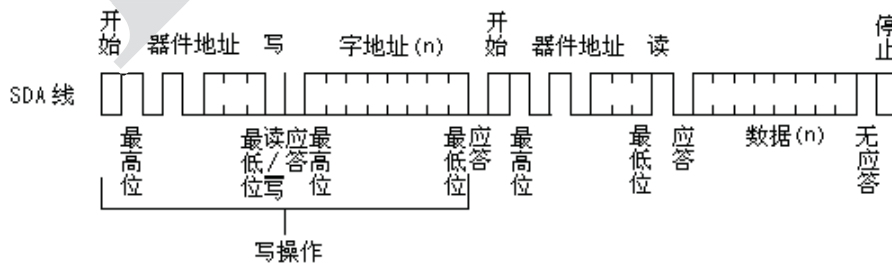 开始 器件地址 写 字地址(n) 开始 器件地址 读 停止
SDA 线
最高位 最低位 读/写 应答 最高位 最低位 应答 最高位 最低位 应答 数据(n) 无应答
写操作